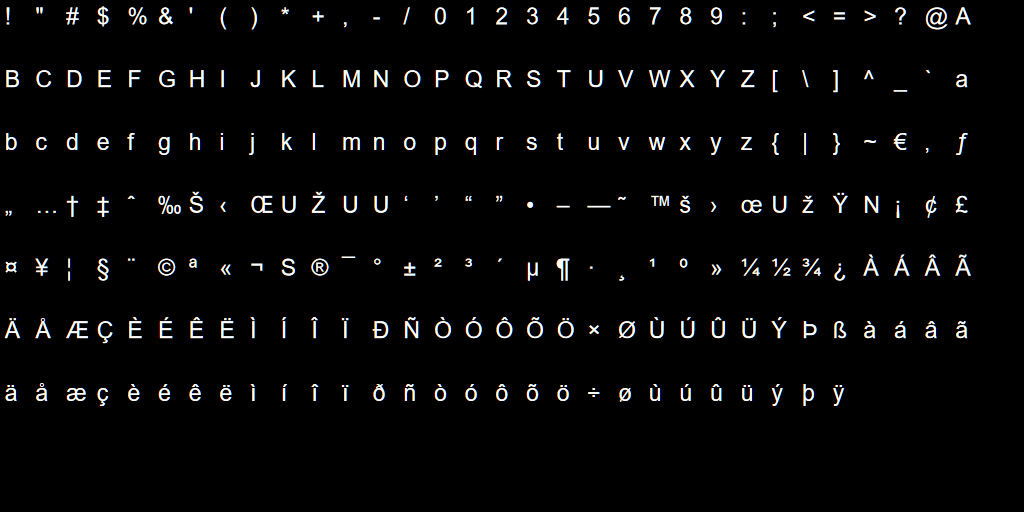 ! " # $ % & ' ( ) * + , - / 0 1 2 3 4 5 6 7 8 9 : ; < = > ? @ A
B C D E F G H I J K L M N O P Q R S T U V W X Y Z [ \ ] ^ _ ` a
b c d e f g h i j k l m n o p q r s t u v w x y z { | } ~ € ‚ ƒ
„ … † ‡ ˆ ‰ Š ‹ Œ U Ž U U ‘ ’ “ ” • – — ˜ ™ š › œ U ž Ÿ N ¡ ¢ £
¤ ¥ ¦ § ¨ © ª « ¬ S ® ¯ ° ± ² ³ ´ µ ¶ · ¸ ¹ º » ¼ ½ ¾ ¿ À Á Â Ã
Ä Å Æ Ç È É Ê Ë Ì Í Î Ï Ð Ñ Ò Ó Ô Õ Ö × Ø Ù Ú Û Ü Ý Þ ß à á â ã
ä å æ ç è é ê ë ì í î ï ð ñ ò ó ô õ ö ÷ ø ù ú û ü ý þ ÿ